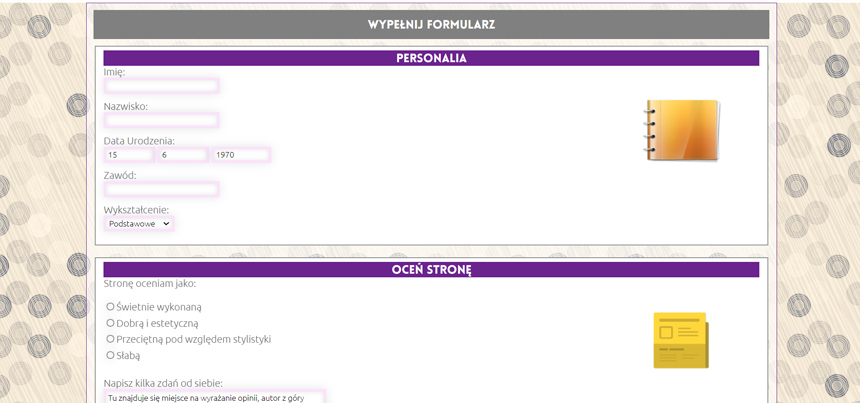 WYPEŁNIJ FORMULARZ
PERSONALIA
Imię:
Nazwisko:
Data Urodzenia:
15 6 1970
Zawód:
Wykształcenie:
Podstawowe
OCEŃ STRONĘ
Stronę oceniam jako:
Świetnie wykonaną
Dobrą i estetyczną
Przeciętną pod względem stylistyki
Słabą
Napisz kilka zdań od siebie:
Tu znajduje się miejsce na wyrażanie opinii, autor z góry